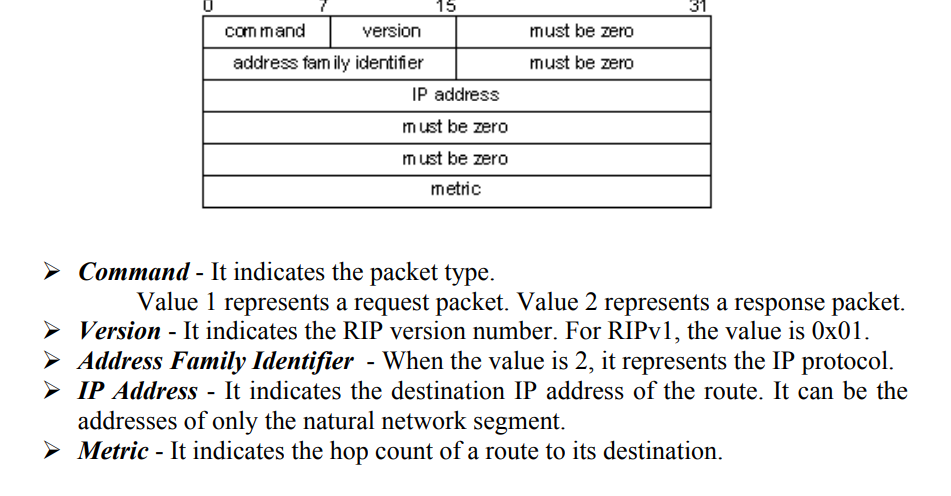 0 7 15 31
command version must be zero
address family identifier must be zero
IP address
must be zero
must be zero
metric
➢ Command - It indicates the packet type.
Value 1 represents a request packet. Value 2 represents a response packet.
➢ Version - It indicates the RIP version number. For RIPv1, the value is 0x01.
➢ Address Family Identifier - When the value is 2, it represents the IP protocol.
➢ IP Address - It indicates the destination IP address of the route. It can be the
addresses of only the natural network segment.
➢ Metric - It indicates the hop count of a route to its destination.